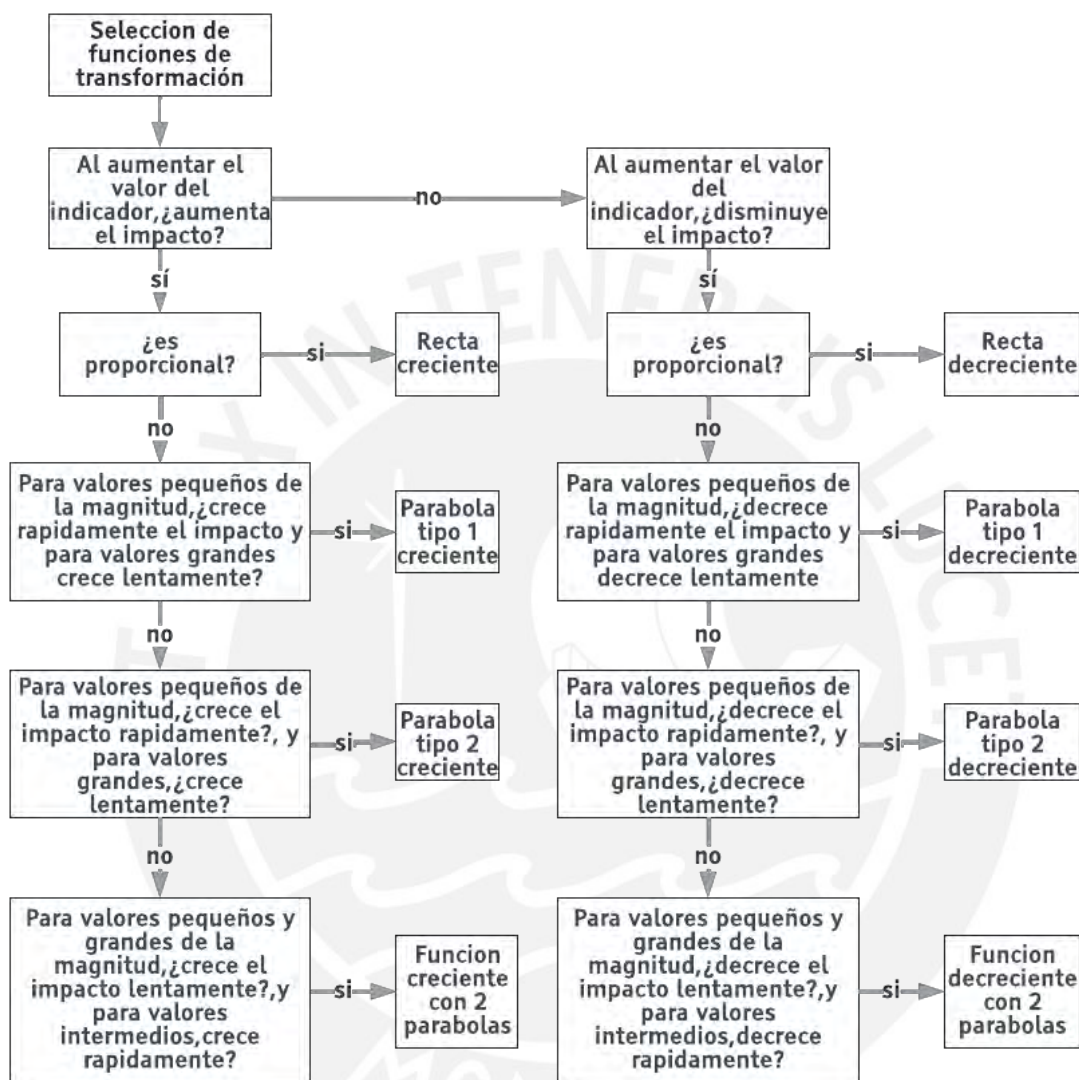 Seleccion de
funciones de
transformación
Al aumentar el
valor del
indicador,¿aumenta
el impacto?
no
Al aumentar el valor
del
indicador,¿disminuye
el impacto?
sí
sí
¿es
proporcional?
si
Recta
creciente
¿es
proporcional?
si
Recta
decreciente
no
no
Para valores pequeños de
la magnitud,¿crece
rapidamente el impacto y
para valores grandes
crece lentamente?
si
Parabola
tipo 1
creciente
Para valores pequeños de
la magnitud,¿decrece
rapidamente el impacto y
para valores grandes
decrece lentamente
si
Parabola
tipo 1
decreciente
no
no
Para valores pequeños de
la magnitud,¿crece el
impacto rapidamente?, y
para valores
grandes,¿crece
lentamente?
si
Parabola
tipo 2
creciente
Para valores pequeños de
la magnitud,¿decrece el
impacto rapidamente?, y
para valores
grandes,¿decrece
lentamente?
si
Parabola
tipo 2
decreciente
no
no
Para valores pequeños y
grandes de la
magnitud,¿crece el
impacto lentamente?,y
para valores
intermedios,crece
rapidamente?
si
Funcion
creciente
con 2
parabolas
Para valores pequeños y
grandes de la
magnitud,¿decrece el
impacto lentamente?,y
para valores
intermedios,decrece
rapidamente?
si
Funcion
decreciente
con 2
parabolas